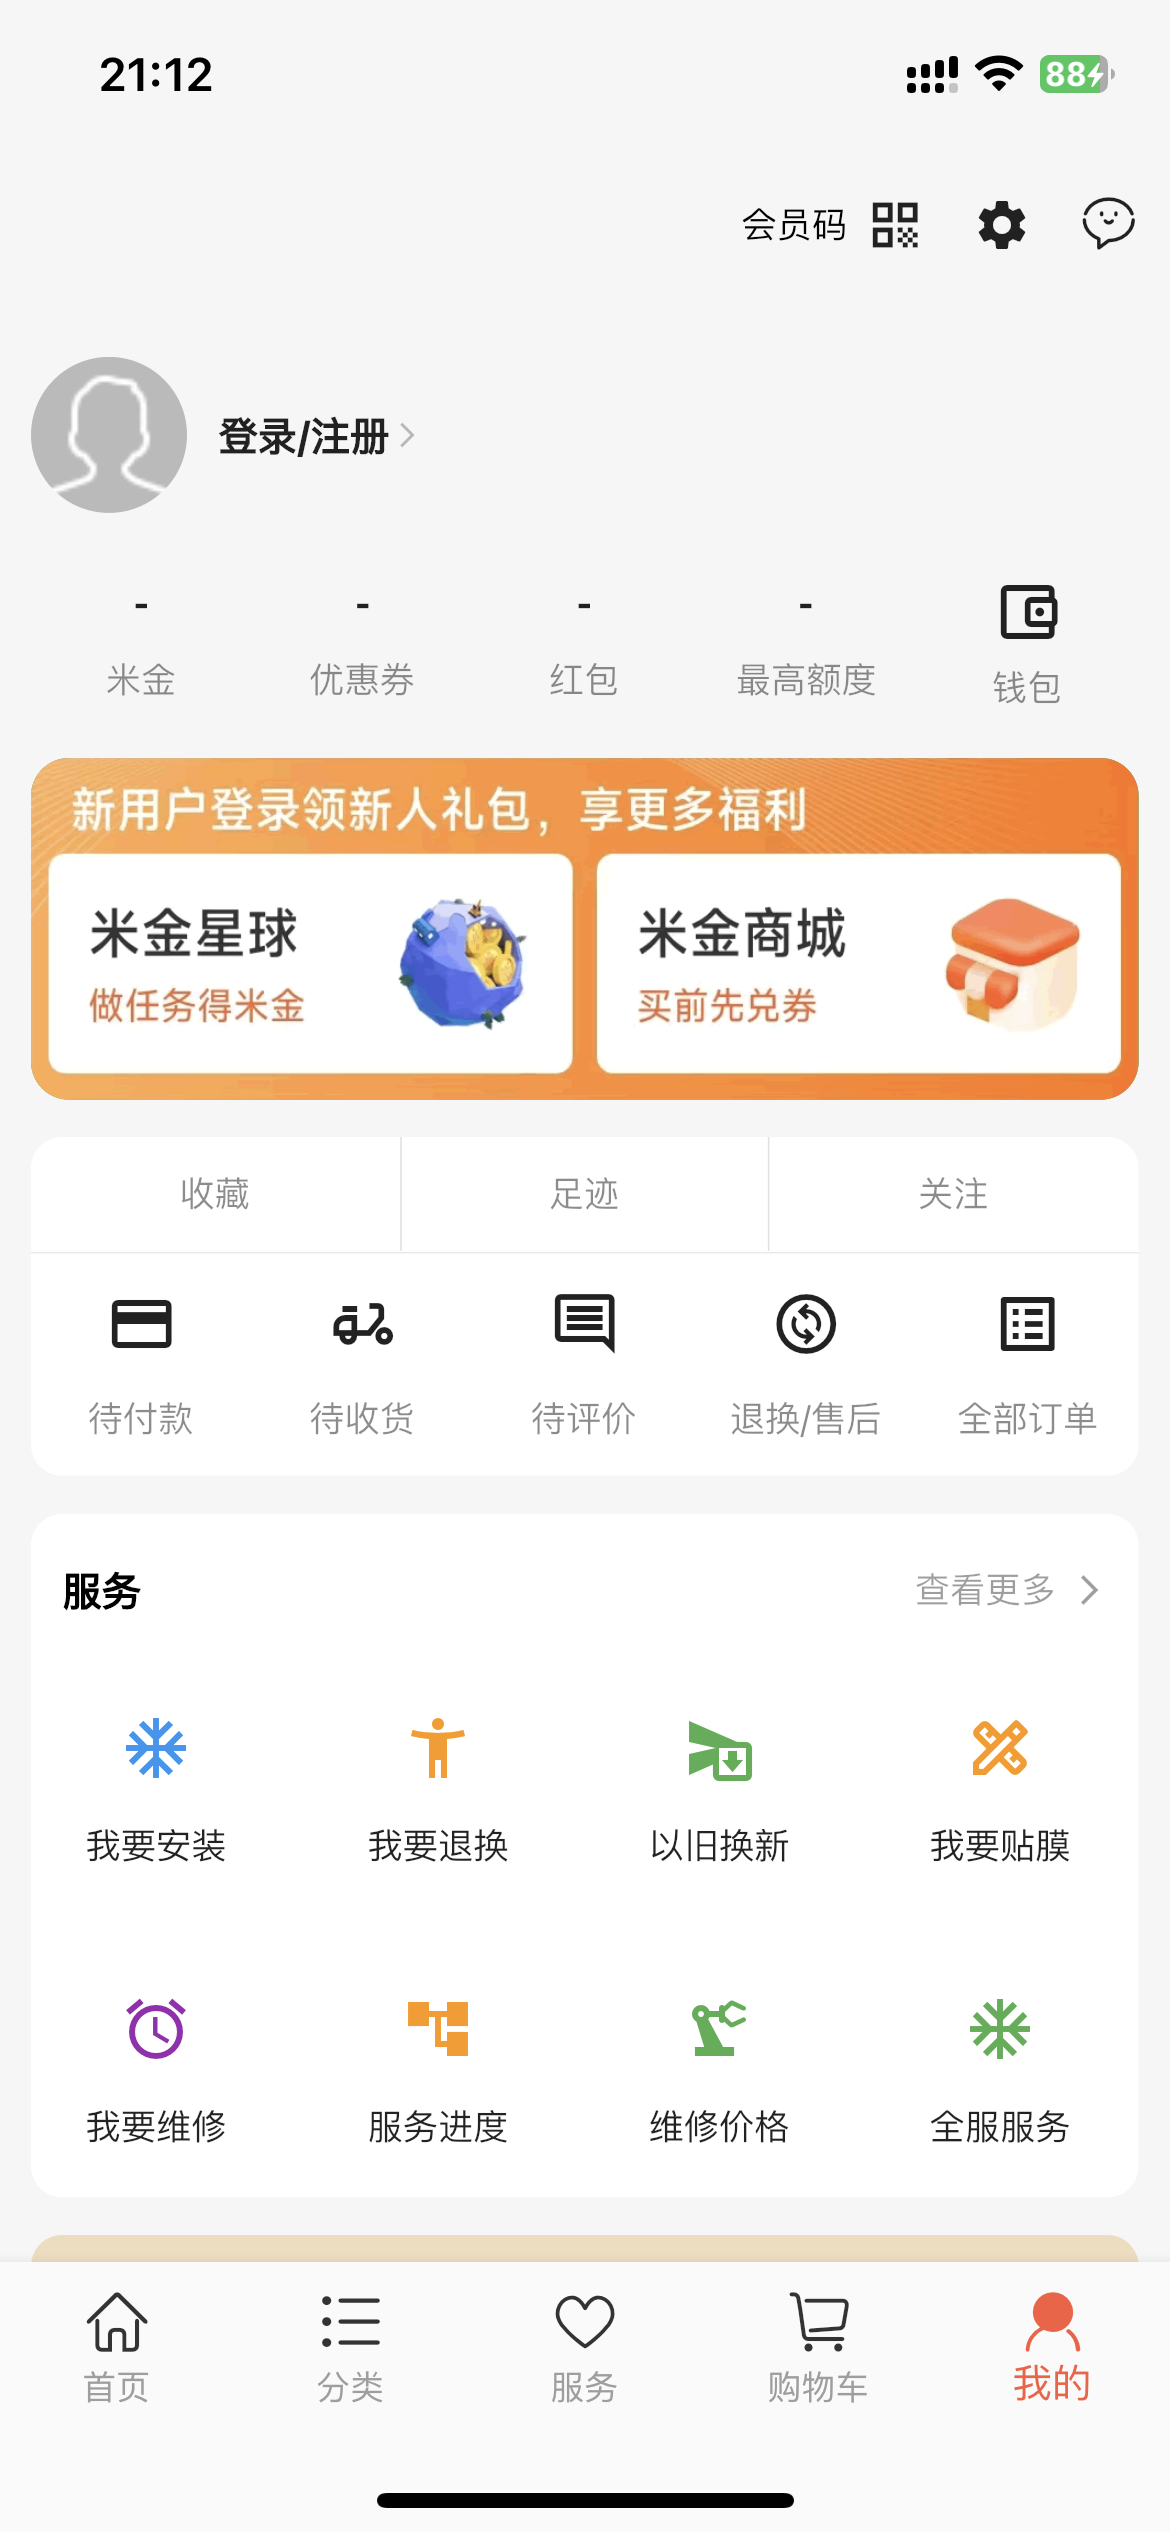 21:12
88
会员码
登录/注册
- - - -
米金 优惠券 红包 最高额度 钱包
新用户登录领新人礼包，享更多福利
米金星球 米金商城
做任务得米金 买前先兑券
收藏 足迹 关注
待付款 待收货 待评价 退换/售后 全部订单
服务 查看更多
我要安装 我要退换 以旧换新 我要贴膜
我要维修 服务进度 维修价格 全服服务
首页 分类 服务 购物车 我的